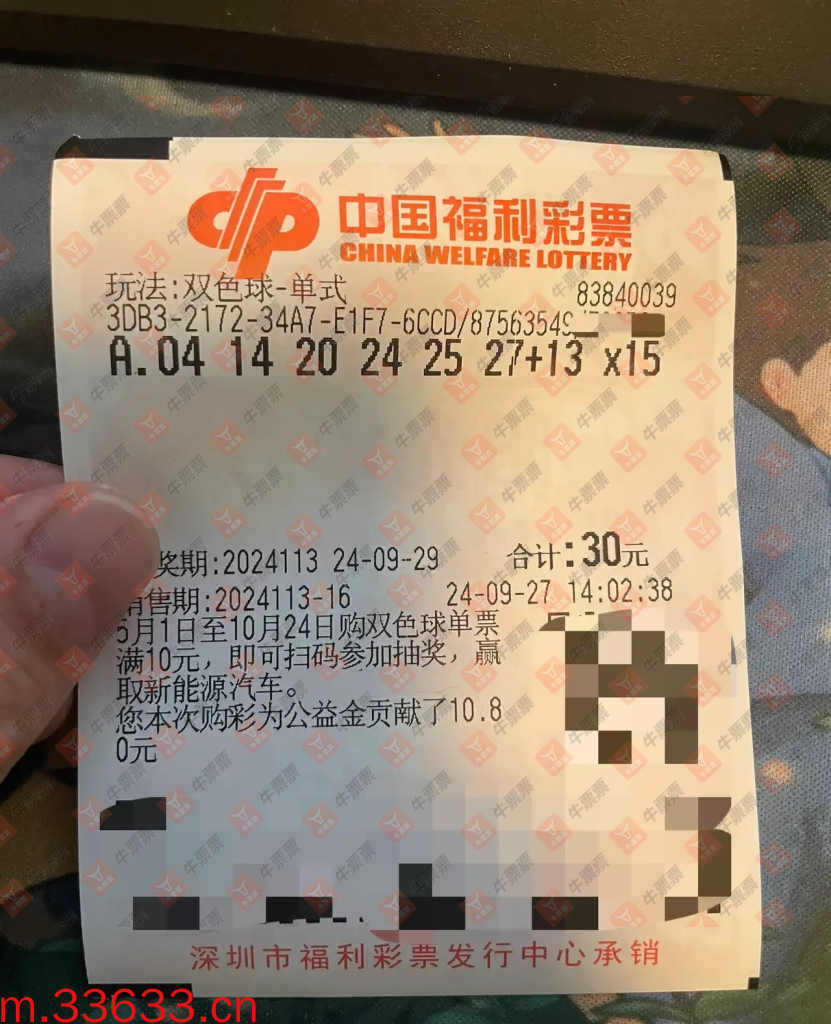 中国福利彩票
CHINA WELFARE LOTTERY
玩法:双色球-单式 83840039
3DB3-2172-34A7-E1F7-6CCD/87563549
A.04 14 20 24 25 27+13 x15
奖期:2024113 24-09-29 合计:30元
售期:2024113-16 24-09-27 14:02:38
5月1日至10月24日购双色球单票
满10元，即可扫码参加抽奖，赢
取新能源汽车。
您本次购彩为公益金贡献了10.8
0元
深圳市福利彩票发行中心承销
m.33633.cn
牛票票